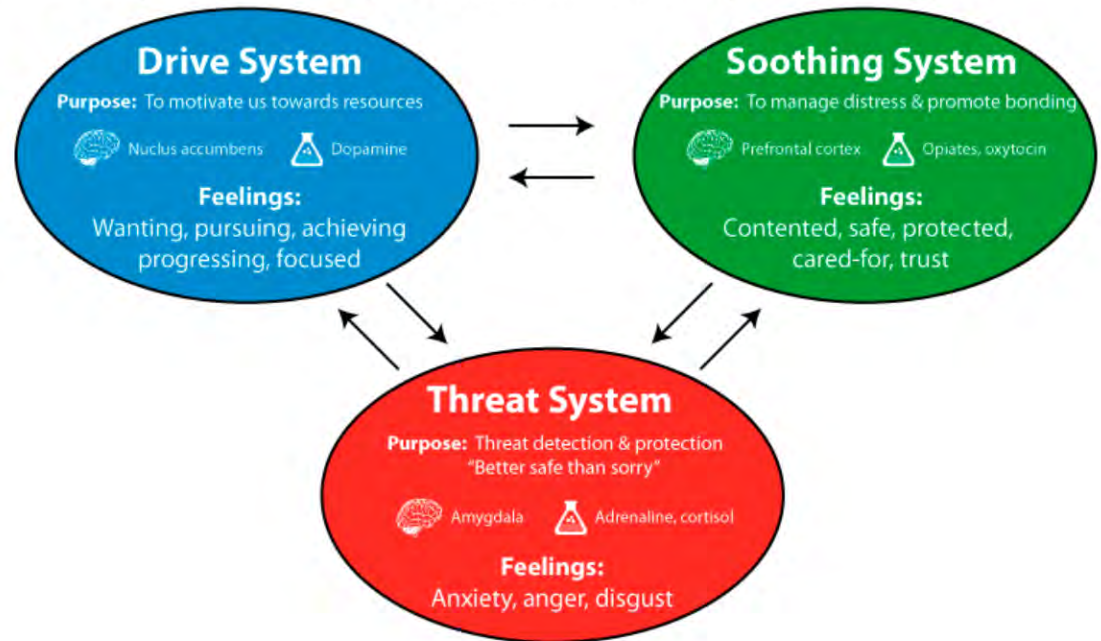 Drive System
Purpose: To motivate us towards resources
Nuclus accumbens
Dopamine
Feelings:
Wanting, pursuing, achieving
progressing, focused
Soothing System
Purpose: To manage distress & promote bonding
Prefrontal cortex
Opiates, oxytocin
Feelings:
Contented, safe, protected,
cared-for, trust
Threat System
Purpose: Threat detection & protection
"Better safe than sorry"
Amygdala
Adrenaline, cortisol
Feelings:
Anxiety, anger, disgust